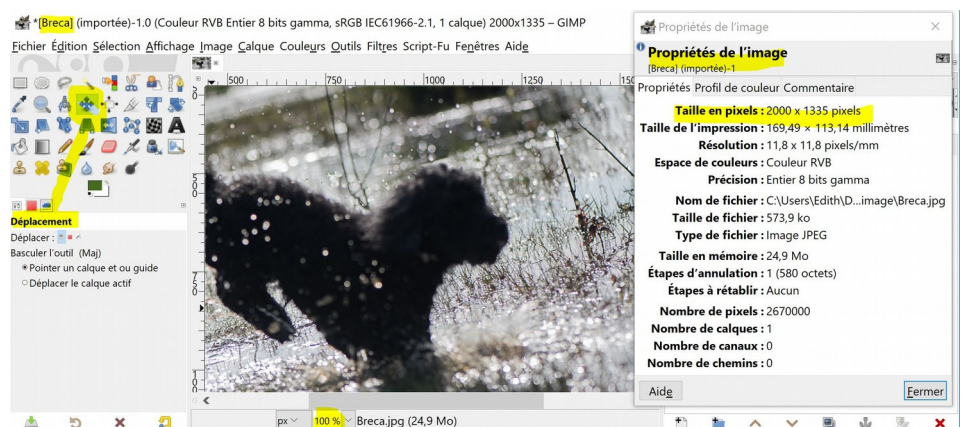 *[Breca] (importée)-1.0 (Couleur RVB Entier 8 bits gamma, sRGB IEC61966-2.1, 1 calque) 2000x1335 – GIMP
Fichier Édition Sélection Affichage Image Calque Couleurs Outils Filtres Script-Fu Fenêtres Aide
500 750 1000 1250
Déplacement
Déplacer :
Basculer l'outil (Maj)
Pointer un calque et ou guide
Déplacer le calque actif
px 100 % Breca.jpg (24,9 Mo)
Propriétés de l'image
Propriétés de l'image
[Breca] (importée)-1
Propriétés Profil de couleur Commentaire
Taille en pixels : 2000 x 1335 pixels
Taille de l'impression : 169,49 × 113,14 millimètres
Résolution : 11,8 x 11,8 pixels/mm
Espace de couleurs : Couleur RVB
Précision : Entier 8 bits gamma
Nom de fichier : C:\Users\Edith\D...image\Breca.jpg
Taille de fichier : 573,9 ko
Type de fichier : Image JPEG
Taille en mémoire : 24,9 Mo
Étapes d'annulation : 1 (580 octets)
Étapes à rétablir : Aucun
Nombre de pixels : 2670000
Nombre de calques : 1
Nombre de canaux : 0
Nombre de chemins : 0
Aide Fermer